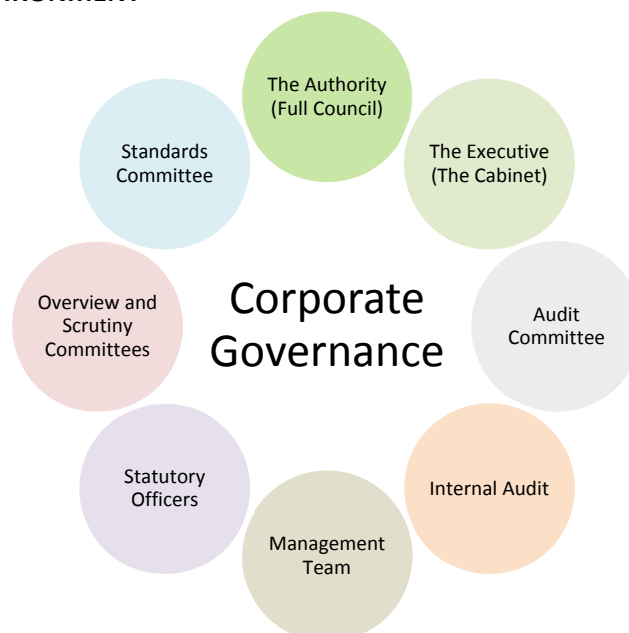 IRONMENT
The Authority
(Full Council)
The Executive
(The Cabinet)
Audit
Committee
Internal Audit
Management
Team
Statutory
Officers
Overview and
Scrutiny
Committees
Standards
Committee
Corporate
Governance